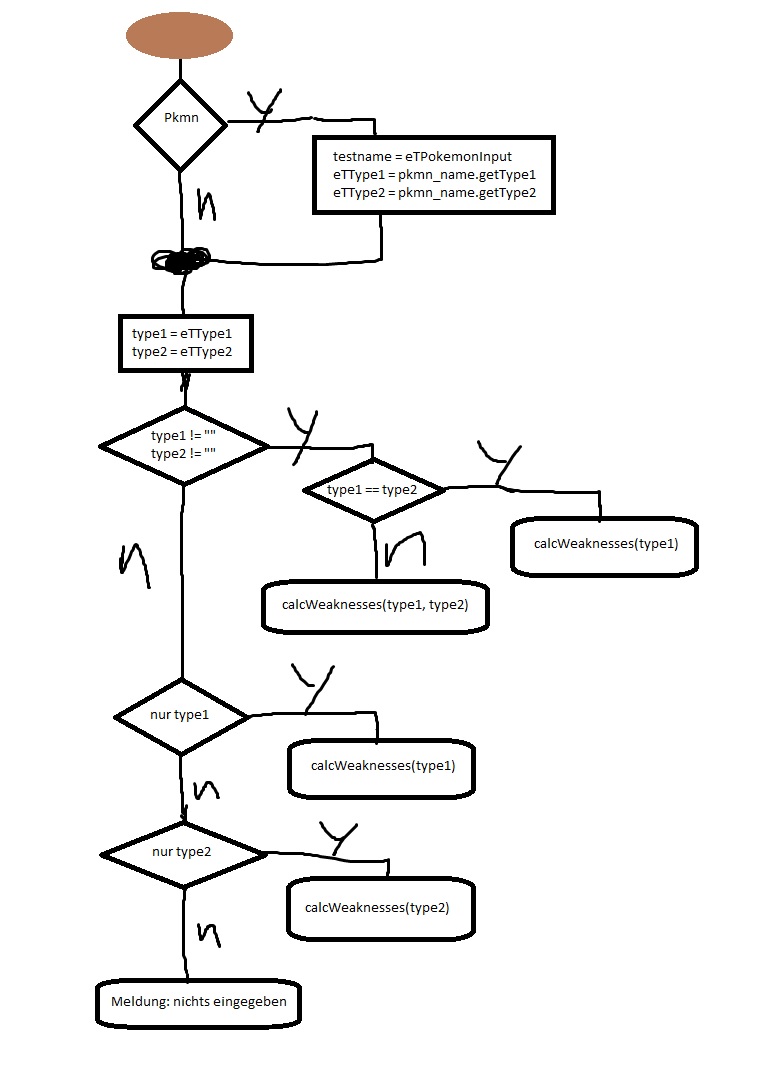 Pkmn
Y
testname = eTPokemonInput
eTType1 = pkmn_name.getType1
eTType2 = pkmn_name.getType2
n
type1 = eTType1
type2 = eTType2
type1 != ""
type2 != ""
Y
type1 == type2
Y
calcWeaknesses(type1)
n
calcWeaknesses(type1, type2)
n
nur type1
Y
calcWeaknesses(type1)
n
nur type2
Y
calcWeaknesses(type2)
n
Meldung: nichts eingegeben